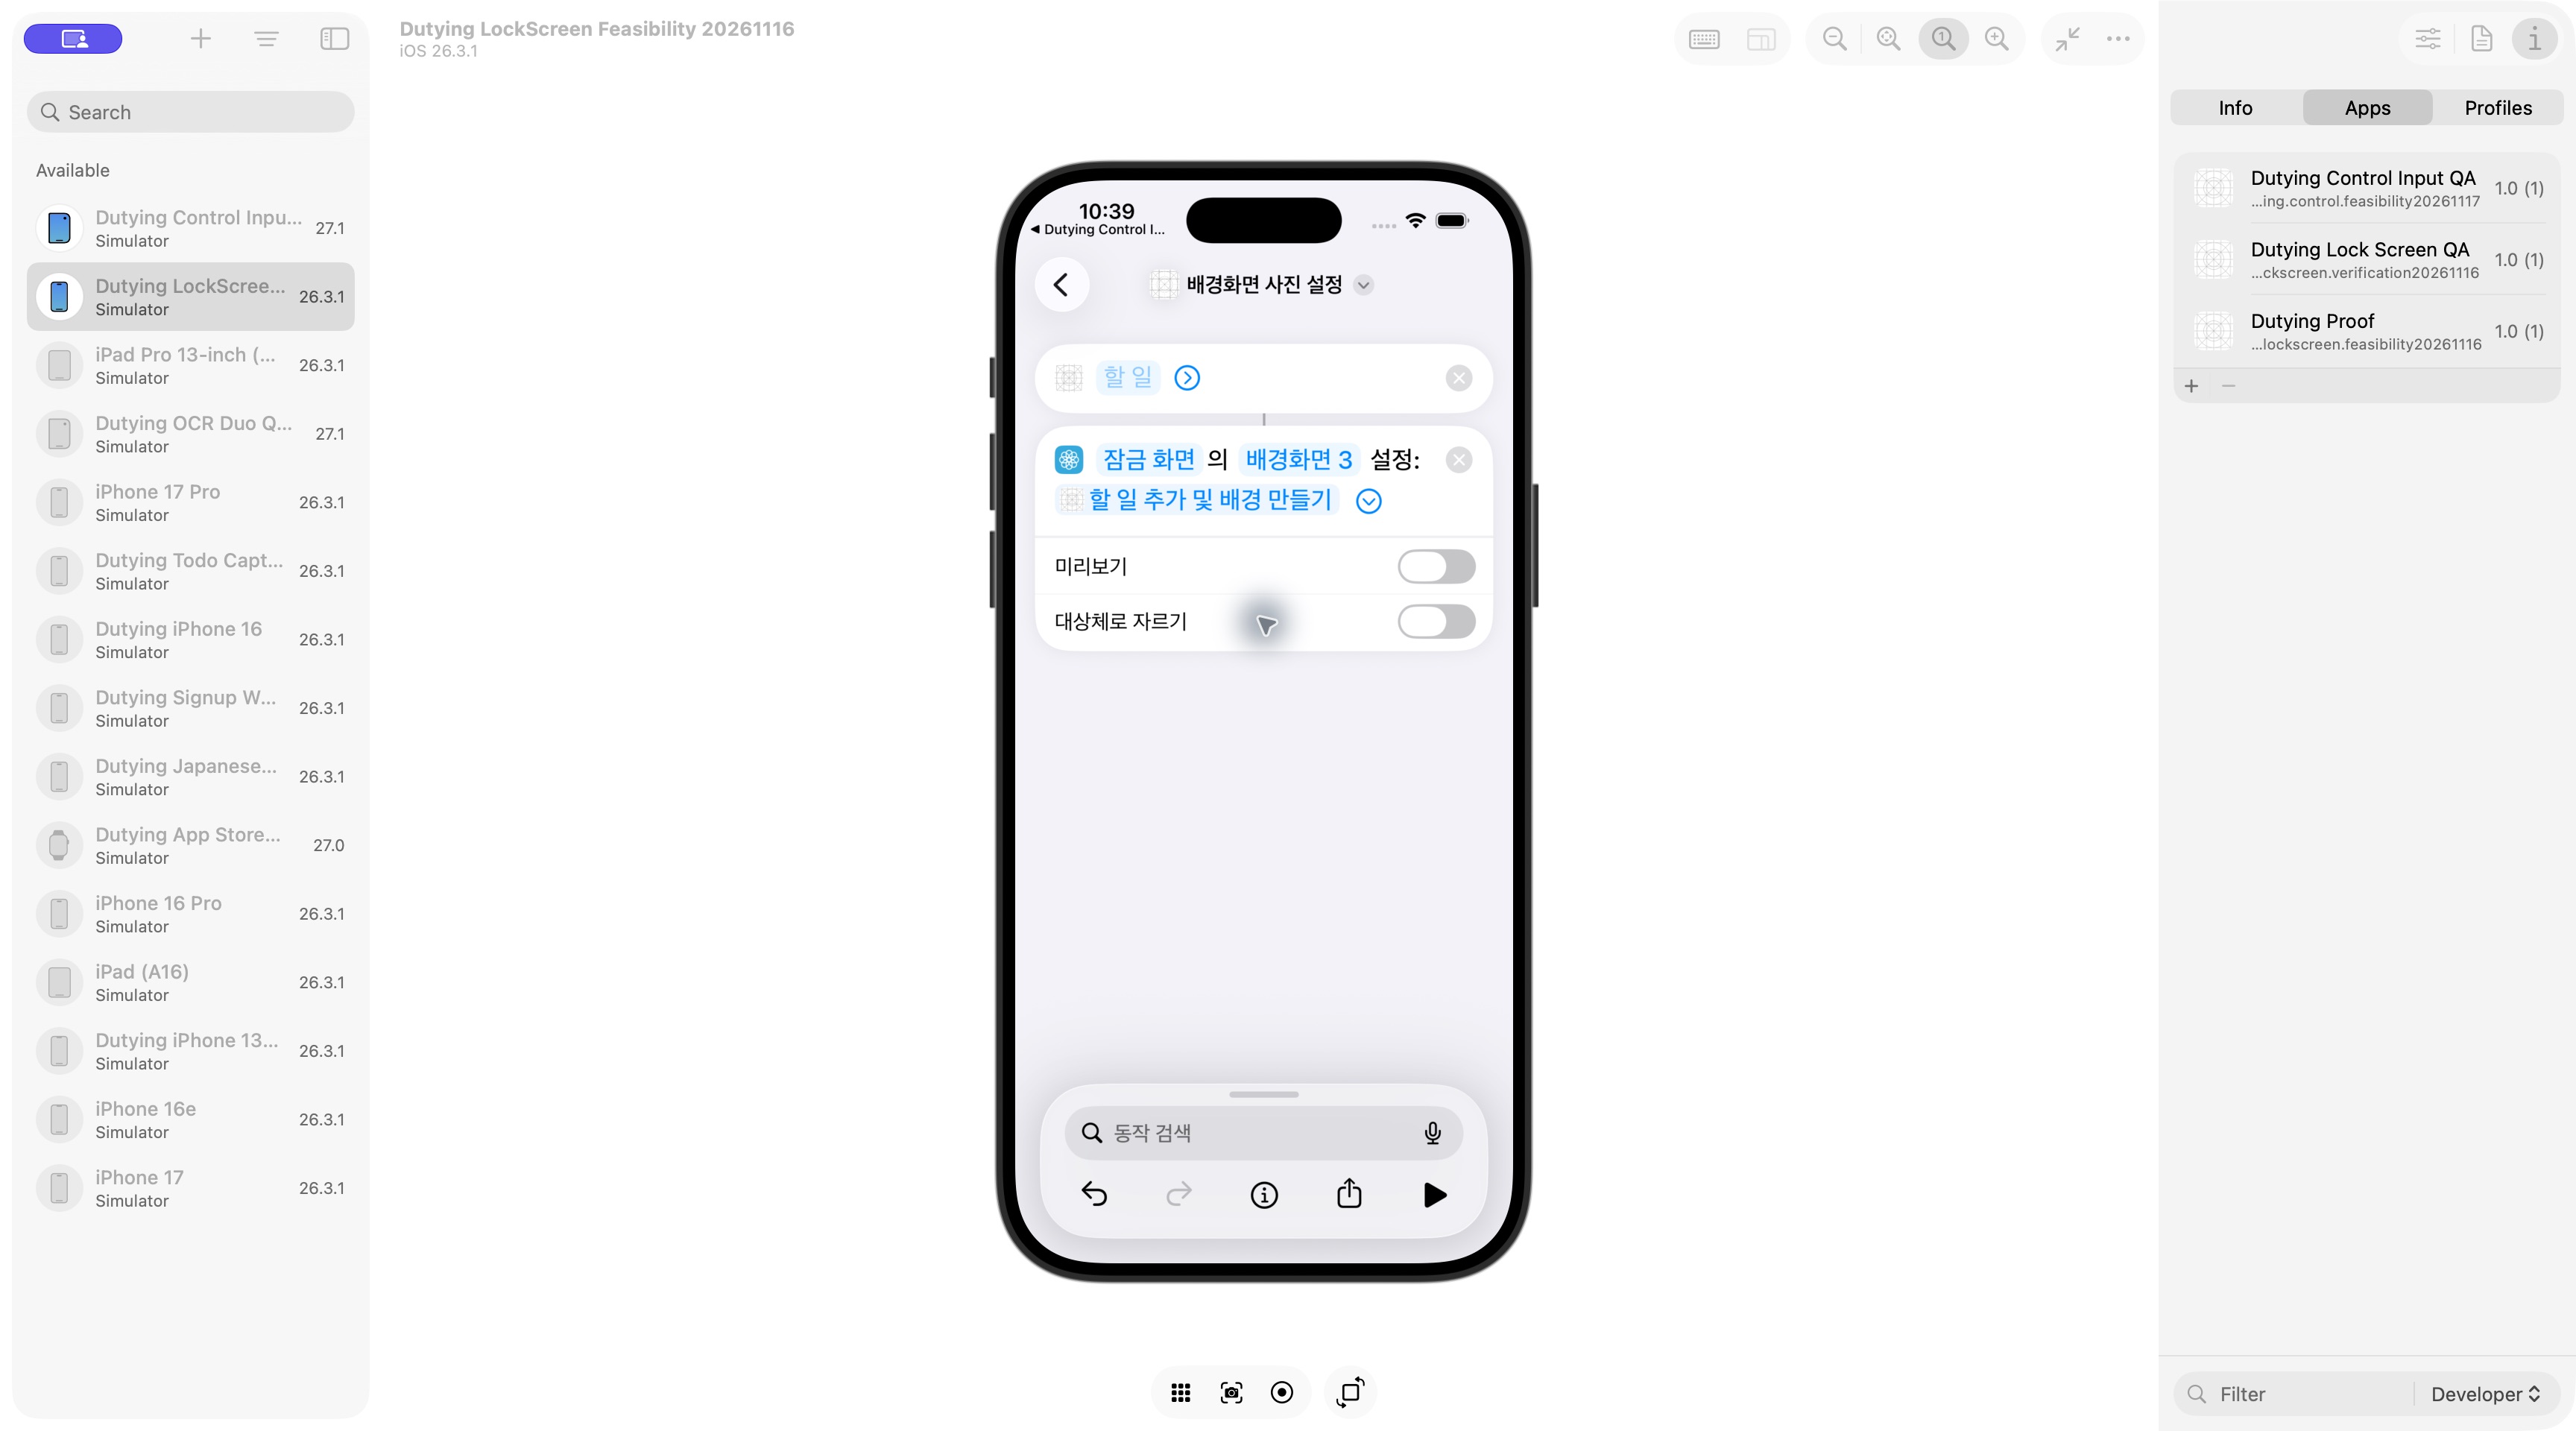 Dutying LockScreen Feasibility 20261116
iOS 26.3.1
Search
Available
Dutying Control Inpu...
Simulator
27.1
Dutying LockScree...
Simulator
26.3.1
iPad Pro 13-inch (...
Simulator
26.3.1
Dutying OCR Duo Q...
Simulator
27.1
iPhone 17 Pro
Simulator
26.3.1
Dutying Todo Capt...
Simulator
26.3.1
Dutying iPhone 16
Simulator
26.3.1
Dutying Signup W...
Simulator
26.3.1
Dutying Japanese...
Simulator
26.3.1
Dutying App Store...
Simulator
27.0
iPhone 16 Pro
Simulator
26.3.1
iPad (A16)
Simulator
26.3.1
Dutying iPhone 13...
Simulator
26.3.1
iPhone 16e
Simulator
26.3.1
iPhone 17
Simulator
26.3.1
10:39
◀ Dutying Control I...
배경화면 사진 설정
할 일
잠금 화면 의 배경화면 3 설정:
할 일 추가 및 배경 만들기
미리보기
대상체로 자르기
동작 검색
Info
Apps
Profiles
Dutying Control Input QA
...ing.control.feasibility20261117
1.0 (1)
Dutying Lock Screen QA
...ckscreen.verification20261116
1.0 (1)
Dutying Proof
...lockscreen.feasibility20261116
1.0 (1)
Filter
Developer